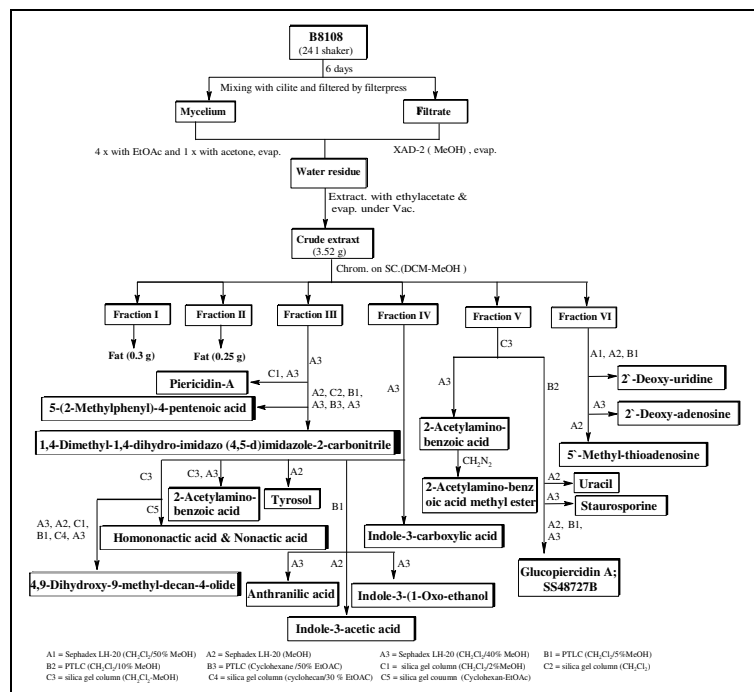 B8108
(24 l shaker)
6 days
Mixing with cilite and filtered by filterpress
Mycelium
Filtrate
4 x with EtOAc and 1 x with acetone, evap.
XAD-2 ( MeOH) , evap.
Water residue
Extract. with ethylacetate &
evap. under Vac.
Crude extraxt
(3.52 g)
Chrom. on SC.(DCM-MeOH )
Fraction I
Fraction II
Fraction III
Fraction IV
Fraction V
Fraction VI
Fat (0.3 g)
Fat (0.25 g)
A3
C3
A1, A2, B1
C1, A3
Piericidin-A
A3
A3
B2
2`-Deoxy-uridine
A2, C2, B1,
A3, B3, A3
5-(2-Methylphenyl)-4-pentenoic acid
A3
2`-Deoxy-adenosine
2-Acetylamino-
benzoic acid
A2
1,4-Dimethyl-1,4-dihydro-imidazo (4,5-d)imidazole-2-carbonitrile
5`-Methyl-thioadenosine
CH2N2
C3
C3, A3
A2
2-Acetylamino-
benzoic acid
Tyrosol
B1
2-Acetylamino-benz
oic acid methyl ester
A2
Uracil
A3
Staurosporine
C5
A3, A2, C1,
B1, C4, A3
Homononactic acid & Nonactic acid
Indole-3-carboxylic acid
A2, B1,
A3
4,9-Dihydroxy-9-methyl-decan-4-olide
A3
A2
A3
Anthranilic acid
Indole-3-(1-Oxo-ethanol
Glucopiercidin A;
SS48727B
Indole-3-acetic acid
A1 = Sephadex LH-20 (CH2Cl2/50% MeOH)
A2 = Sephadex LH-20 (MeOH)
A3 = Sephadex LH-20 (CH2Cl2/40% MeOH)
B1 = PTLC (CH2Cl2/5%MeOH)
B2 = PTLC (CH2Cl2/10% MeOH)
B3 = PTLC (Cyclohexane /50% EtOAC)
C1 = silica gel column (CH2Cl2/2%MeOH)
C2 = silica gel column (CH2Cl2)
C3 = silica gel column (CH2Cl2-MeOH)
C4 = silica gel column (cyclohecan/30 % EtOAC)
C5 = silica gel couumn (Cyclohexan-EtOAc)